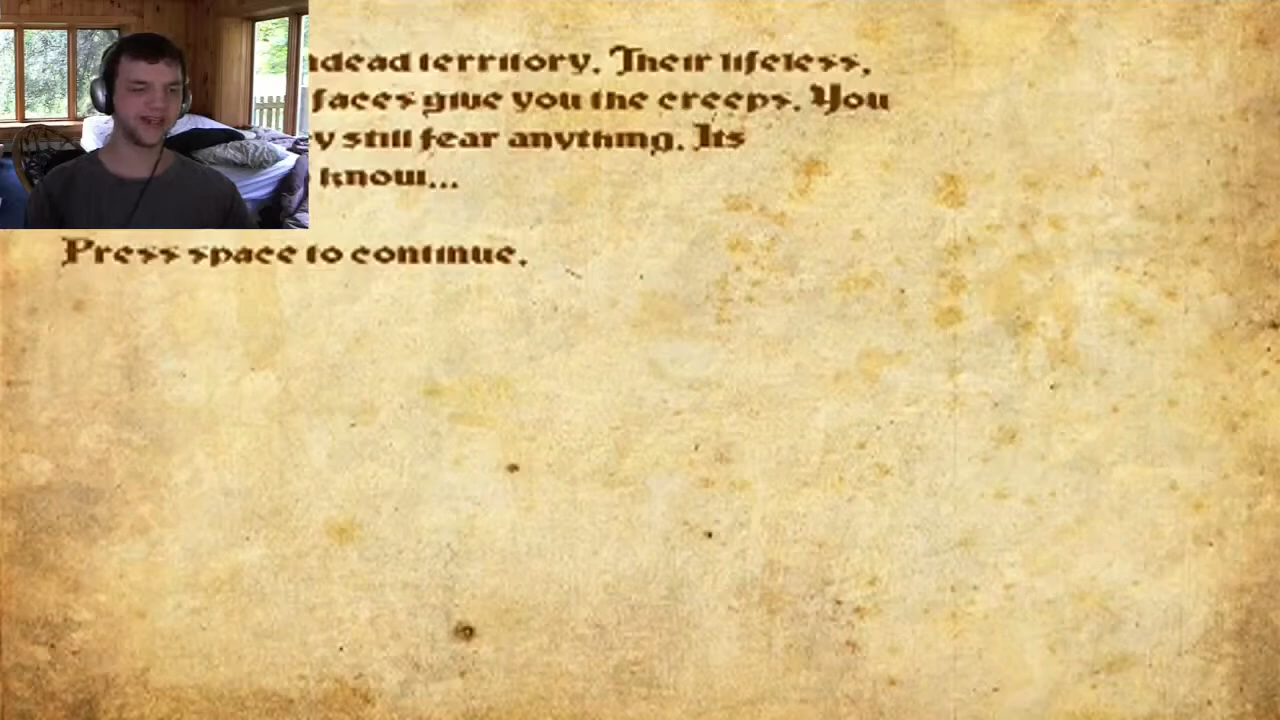 ndead territory. Their lifeless,
faces give you the creeps. You
y still fear anything. Its
know...
Press space to continue.